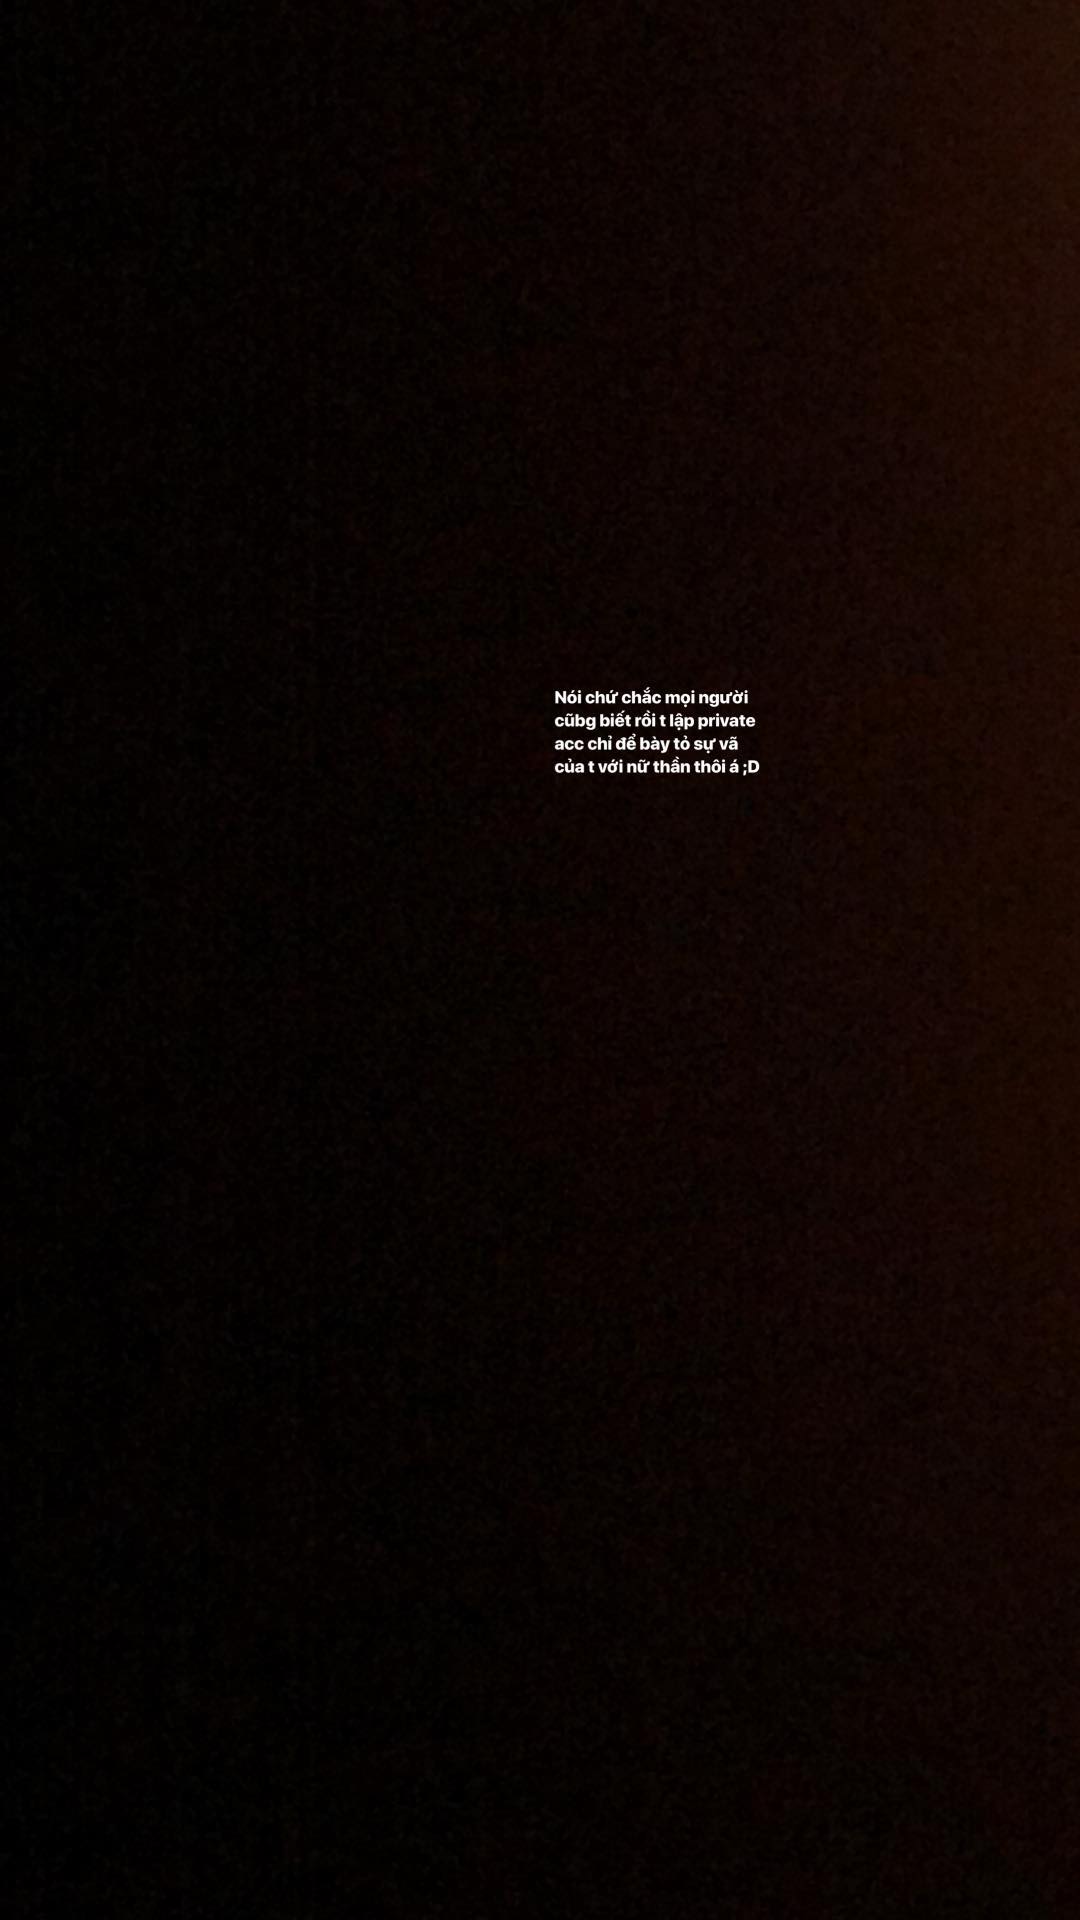 Nói chứ chắc mọi người
cũbg biết rồi t lập private
acc chỉ để bày tỏ sự vã
của t với nữ thần thôi á ;D